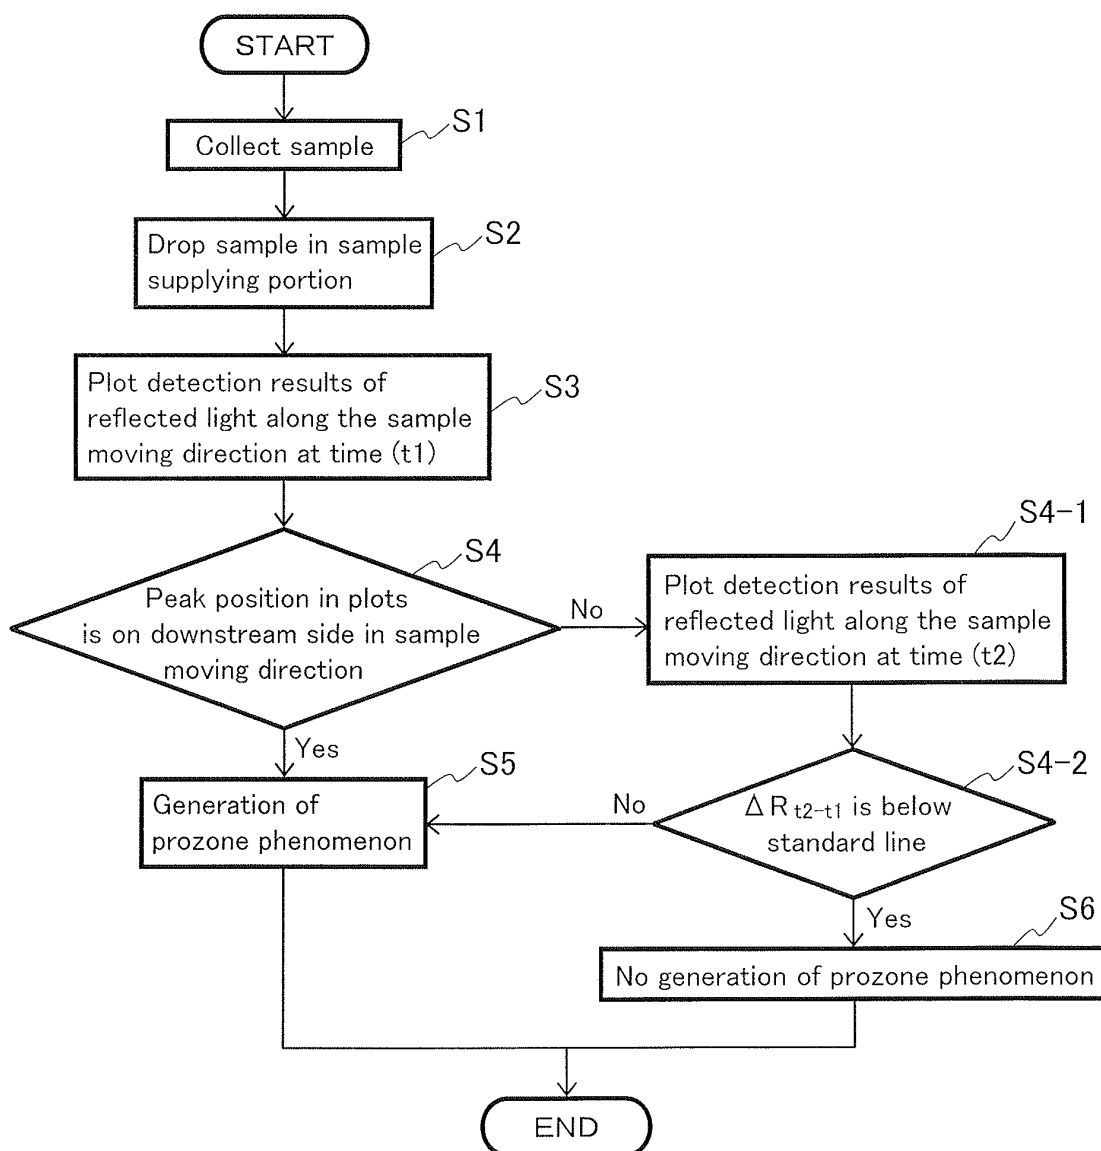 START
S1
Collect sample
S2
Drop sample in sample
supplying portion
S3
Plot detection results of
reflected light along the sample
moving direction at time (t1)
S4
Peak position in plots
is on downstream side in sample
moving direction
No
S4-1
Plot detection results of
reflected light along the sample
moving direction at time (t2)
Yes
S5
Generation of
prozone phenomenon
No
S4-2
ΔR t2-t1 is below
standard line
Yes
S6
No generation of prozone phenomenon
END